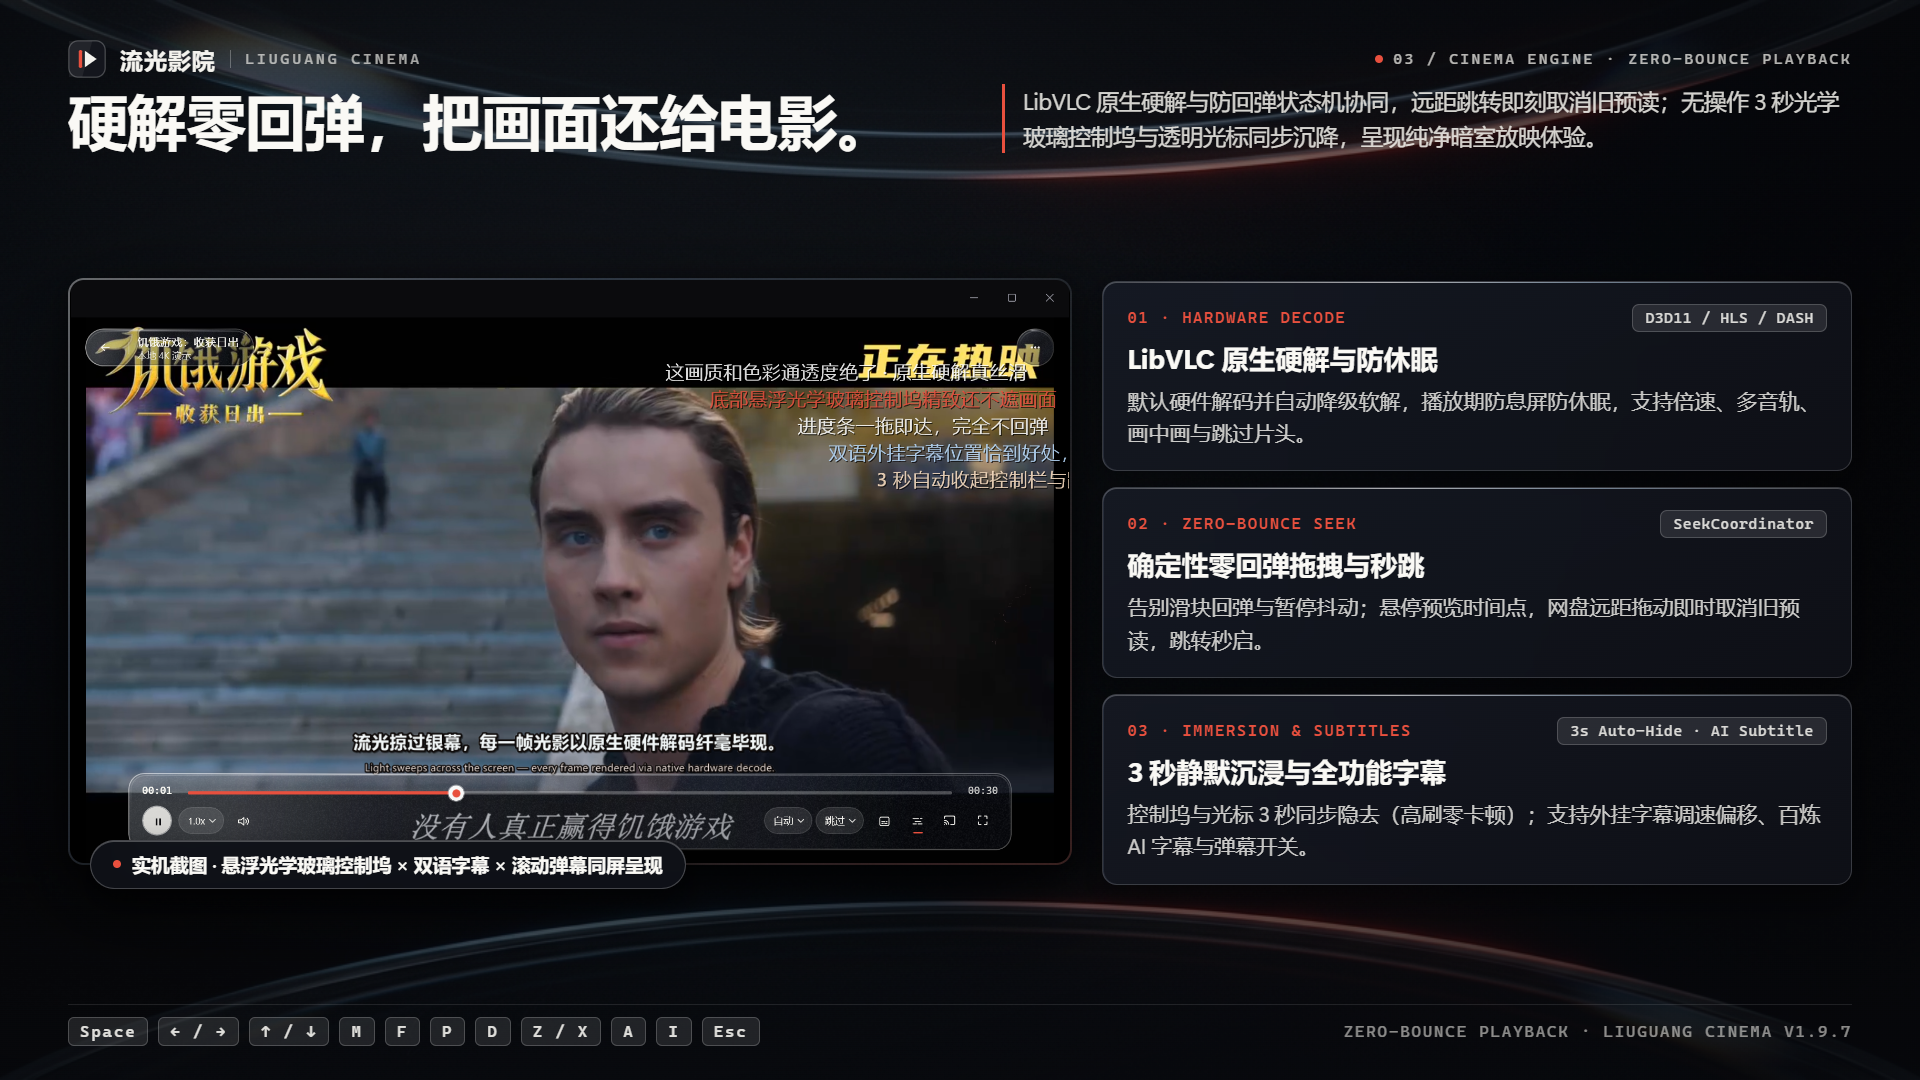 流光影院 LIUGUANG CINEMA
03 / CINEMA ENGINE · ZERO-BOUNCE PLAYBACK
硬解零回弹，把画面还给电影。
LibVLC 原生硬解与防回弹状态机协同，远距跳转即刻取消旧预读；无操作 3 秒光学
玻璃控制坞与透明光标同步沉降，呈现纯净暗室放映体验。
饥饿游戏：收获日出
本地 4K 演示
饥饿游戏
收获日出
正在热映
这画质和色彩通透度绝了，原生硬解真丝滑
底部悬浮光学玻璃控制坞精致还不遮画面
进度条一拖即达，完全不回弹
双语外挂字幕位置恰到好处，
3 秒自动收起控制栏与
流光掠过银幕，每一帧光影以原生硬件解码纤毫毕现。
Light sweeps across the screen — every frame rendered via native hardware decode.
00:01
00:30
1.0x
没有人真正赢得饥饿游戏
自动
跳过
实机截图 · 悬浮光学玻璃控制坞 × 双语字幕 × 滚动弹幕同屏呈现
01 · HARDWARE DECODE
D3D11 / HLS / DASH
LibVLC 原生硬解与防休眠
默认硬件解码并自动降级软解，播放期防息屏防休眠，支持倍速、多音轨、
画中画与跳过片头。
02 · ZERO-BOUNCE SEEK
SeekCoordinator
确定性零回弹拖拽与秒跳
告别滑块回弹与暂停抖动；悬停预览时间点，网盘远距拖动即时取消旧预
读，跳转秒启。
03 · IMMERSION & SUBTITLES
3s Auto-Hide · AI Subtitle
3 秒静默沉浸与全功能字幕
控制坞与光标 3 秒同步隐去（高刷零卡顿）；支持外挂字幕调速偏移、百炼
AI 字幕与弹幕开关。
Space ← / → ↑ / ↓ M F P D Z / X A I Esc
ZERO-BOUNCE PLAYBACK · LIUGUANG CINEMA V1.9.7